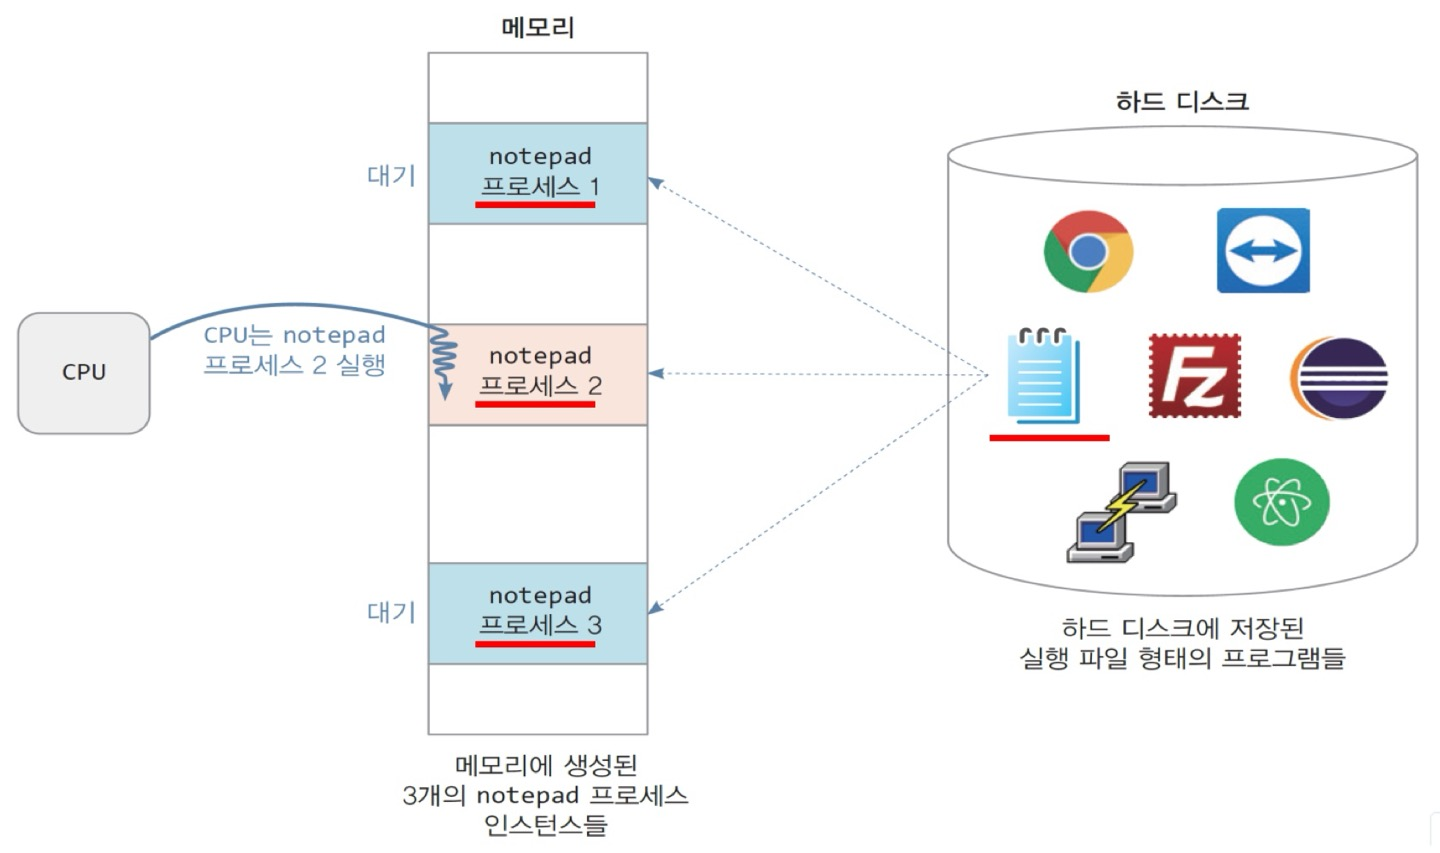 메모리
하드 디스크
대기
notepad
프로세스 1
CPU
CPU는 notepad
프로세스 2 실행
notepad
프로세스 2
Fz
대기
notepad
프로세스 3
하드 디스크에 저장된
실행 파일 형태의 프로그램들
메모리에 생성된
3개의 notepad 프로세스
인스턴스들